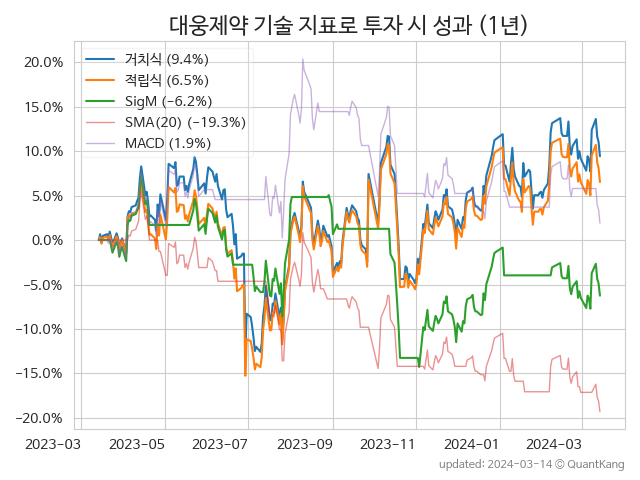 대웅제약 기술 지표로 투자 시 성과 (1년)
거치식 (9.4%)
적립식 (6.5%)
SigM (−6.2%)
SMA(20) (−19.3%)
MACD (1.9%)
20.0%
15.0%
10.0%
5.0%
0.0%
−5.0%
−10.0%
−15.0%
−20.0%
2023-03 2023-05 2023-07 2023-09 2023-11 2024-01 2024-03
updated: 2024-03-14 © QuantKang